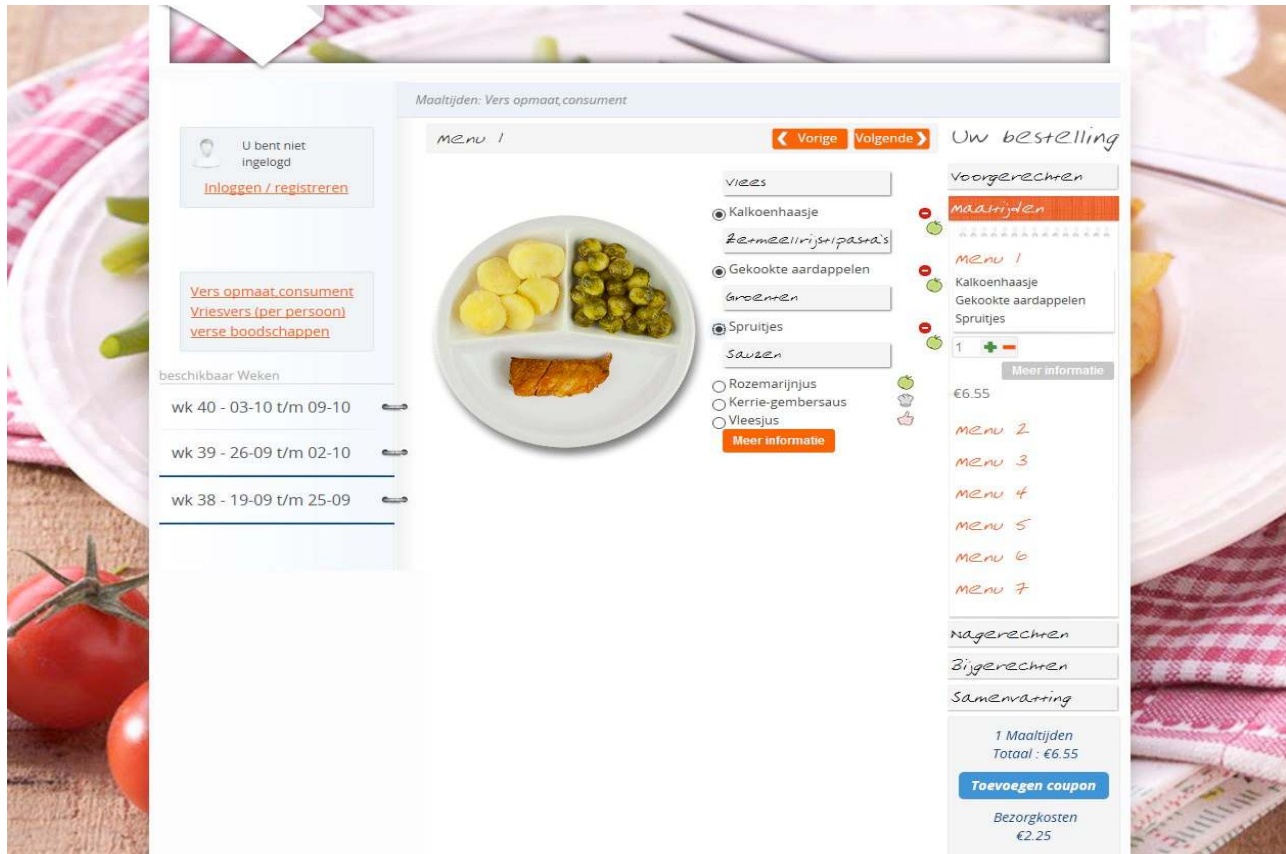 Maaltijden: Vers opmaat,consument
U bent niet
ingelogd
Inloggen / registreren
Vers opmaat,consument
Vriesvers (per persoon)
verse boodschappen
beschikbaar Weken
wk 40 - 03-10 t/m 09-10
wk 39 - 26-09 t/m 02-10
wk 38 - 19-09 t/m 25-09
Menu 1
❮ Vorige
Volgende ❯
Vlees
Kalkoenhaasje
Zetmeel\rijst\pasta's
Gekookte aardappelen
Groenten
Spruitjes
Sauzen
Rozemarijnjus
Kerrie-gembersaus
Vleesjus
Meer informatie
Uw bestelling
Voorgerechten
Maaltijden
Menu 1
Kalkoenhaasje
Gekookte aardappelen
Spruitjes
1
Meer informatie
€6.55
Menu 2
Menu 3
Menu 4
Menu 5
Menu 6
Menu 7
Nagerechten
Bijgerechten
Samenvatting
1 Maaltijden
Totaal : €6.55
Toevoegen coupon
Bezorgkosten
€2.25